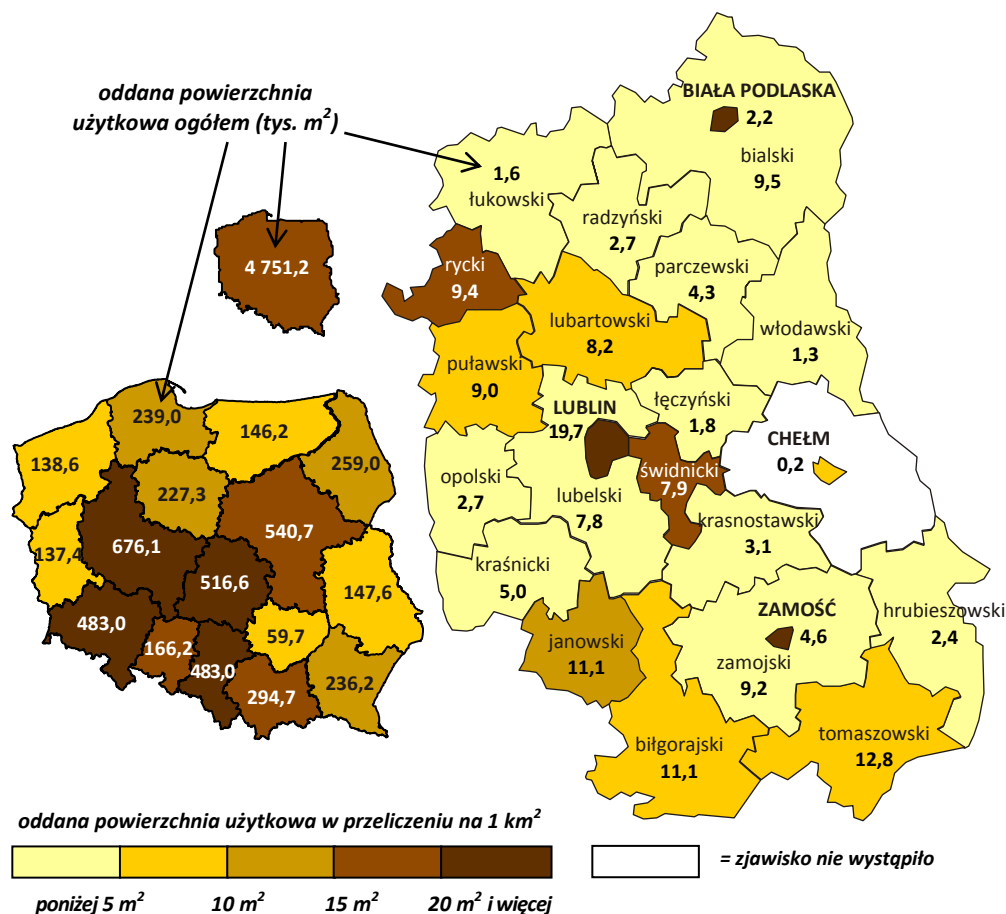 oddana powierzchnia
użytkowa ogółem (tys. m²)
BIAŁA PODLASKA
2,2
bialski
9,5
1,6
łukowski
radzyński
2,7
parczewski
4,3
rycki
9,4
4 751,2
lubartowski
8,2
włodawski
1,3
puławski
9,0
łęczyński
1,8
LUBLIN
19,7
CHEŁM
0,2
świdnicki
7,9
opolski
2,7
lubelski
7,8
krasnostawski
3,1
kraśnicki
5,0
ZAMOŚĆ
4,6
hrubieszowski
2,4
janowski
11,1
zamojski
9,2
biłgorajski
11,1
tomaszowski
12,8
239,0
146,2
138,6
259,0
227,3
540,7
676,1
137,4
516,6
147,6
483,0
166,2
59,7
483,0
294,7
236,2
oddana powierzchnia użytkowa w przeliczeniu na 1 km²
= zjawisko nie wystąpiło
poniżej 5 m² 10 m² 15 m² 20 m² i więcej